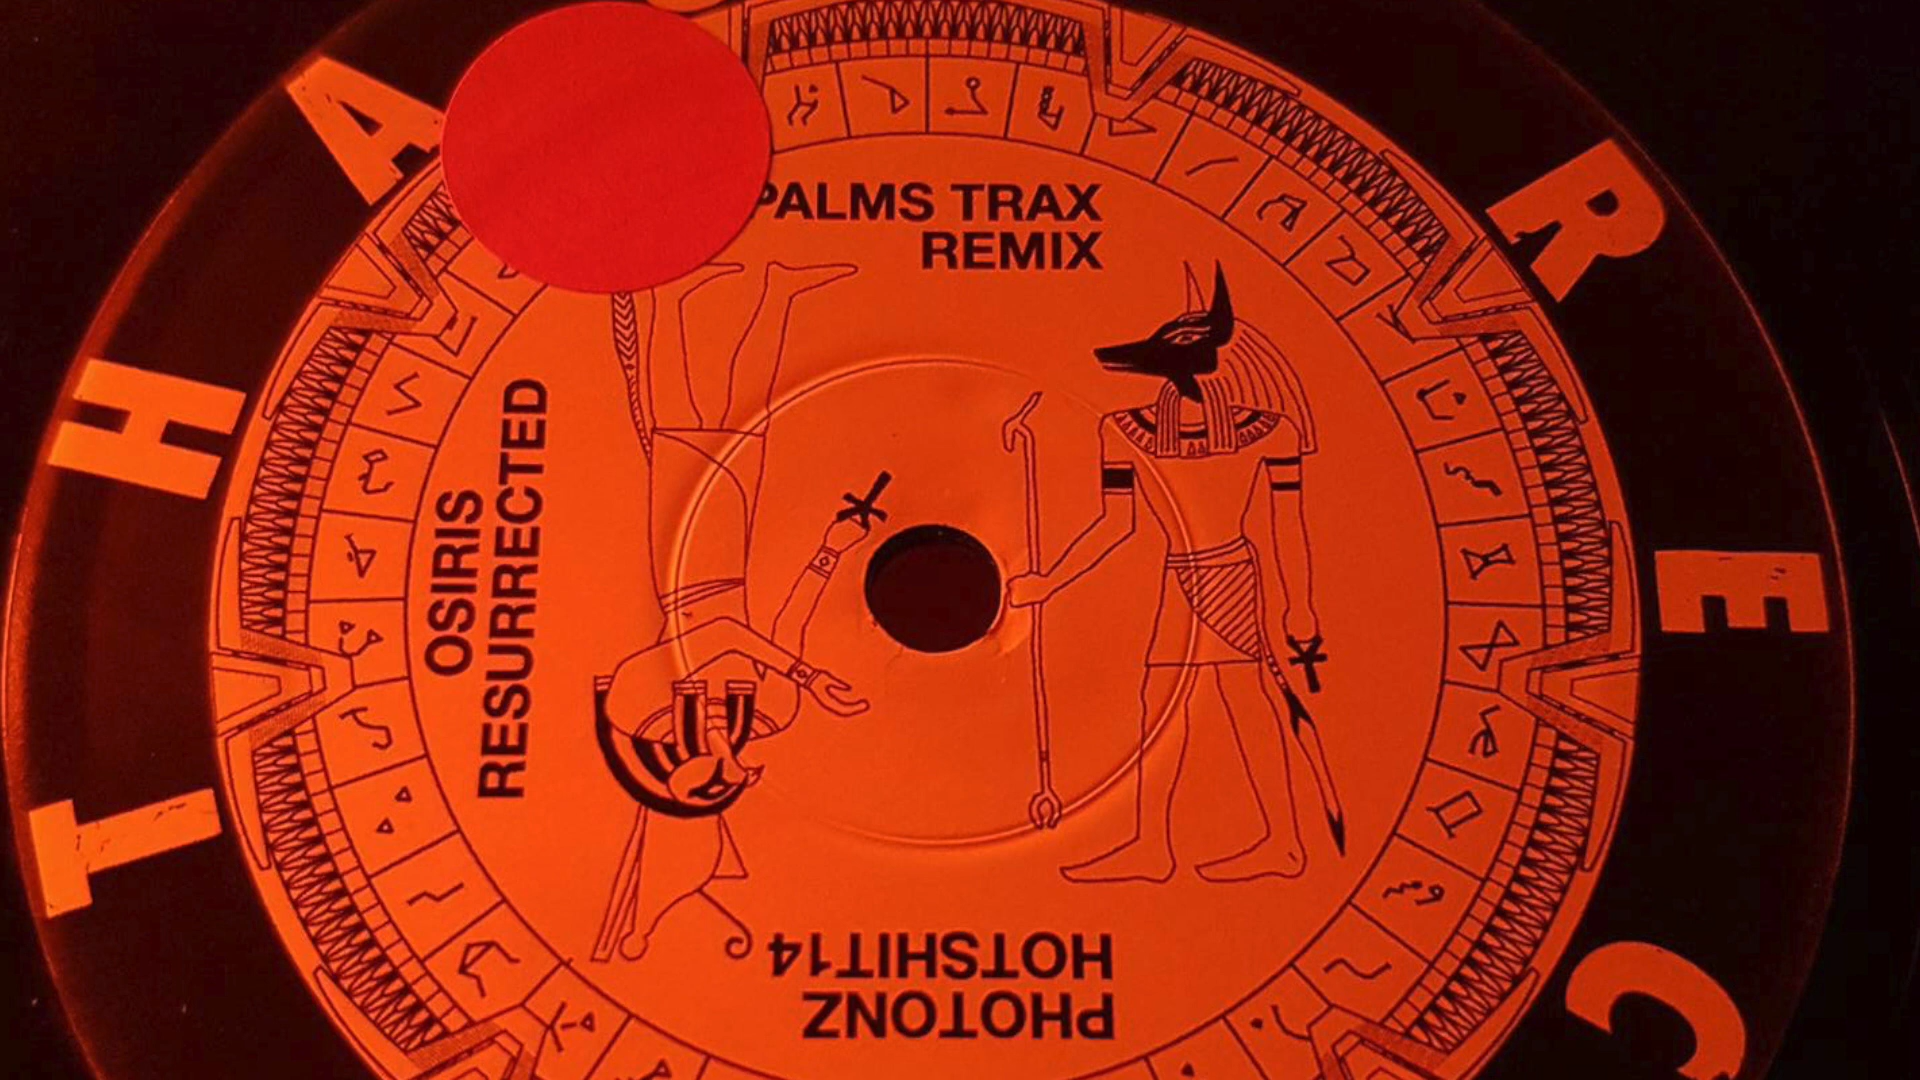 PALMS TRAX
REMIX
OSIRIS
RESURRECTED
PHOTONZ
HOTSHIT14
T H A
R E C